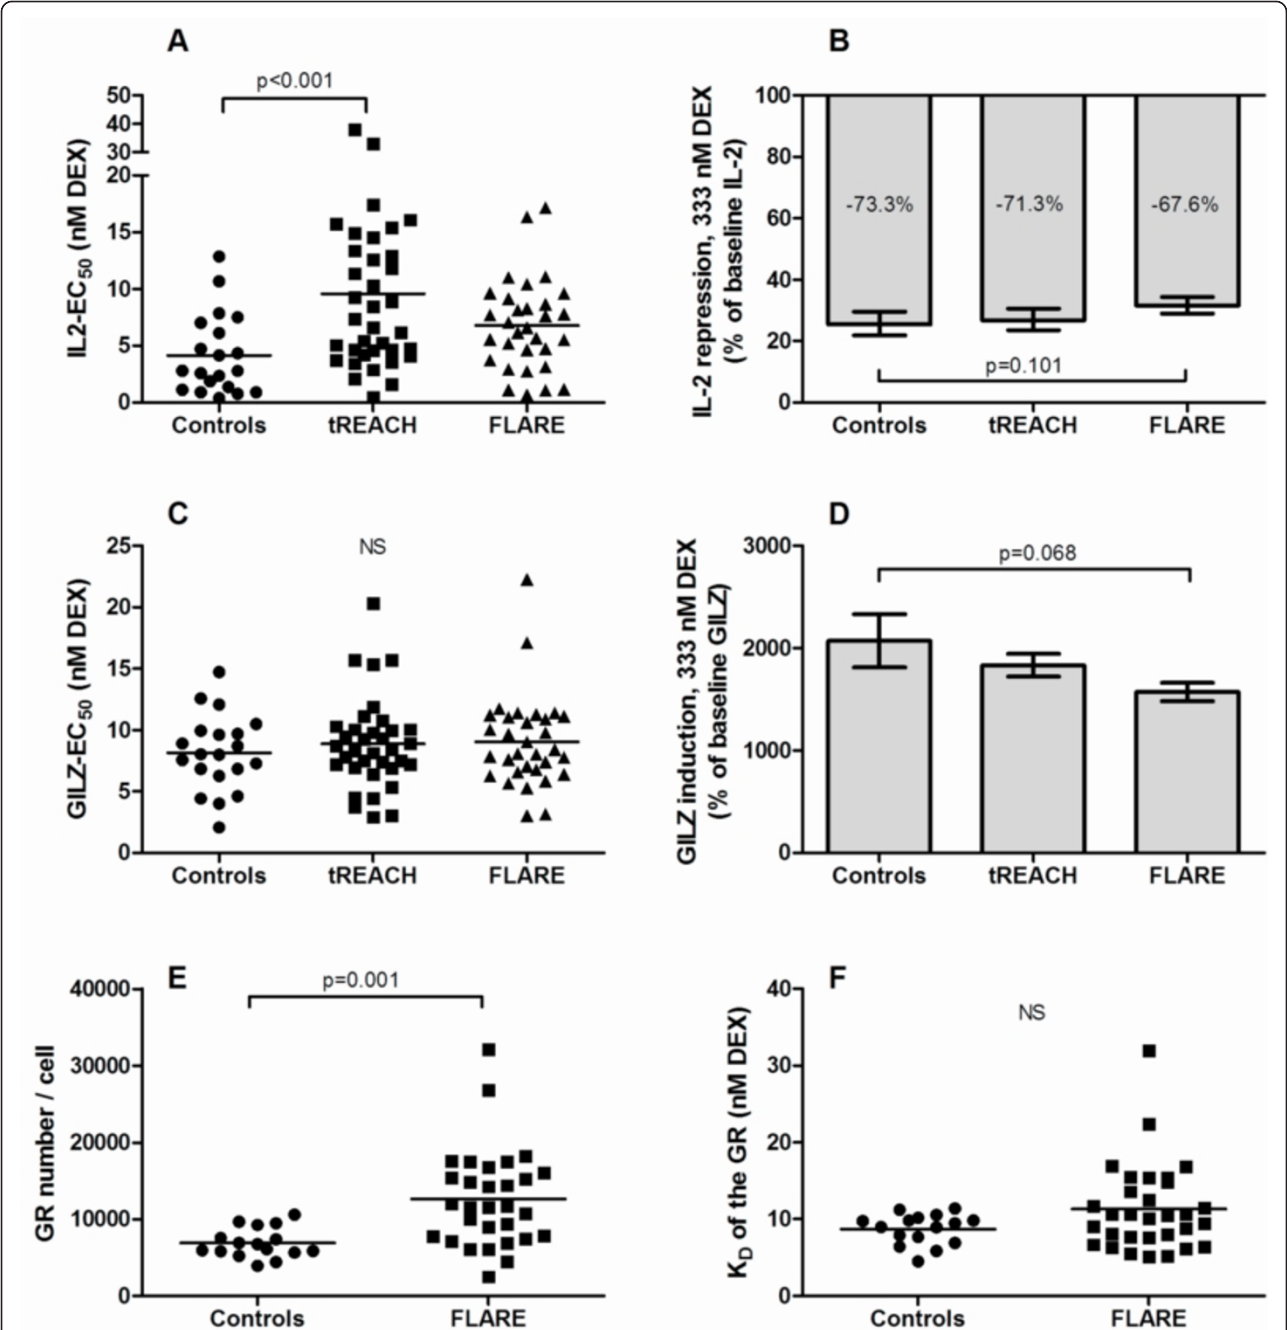 A
p<0.001
IL2-EC50 (nM DEX)
50
40
30
20
15
10
5
0
Controls tREACH FLARE
B
IL-2 repression, 333 nM DEX
(% of baseline IL-2)
100
80
60
40
20
0
-73.3% -71.3% -67.6%
p=0.101
Controls tREACH FLARE
C
NS
GILZ-EC50 (nM DEX)
25
20
15
10
5
0
Controls tREACH FLARE
D
p=0.068
GILZ induction, 333 nM DEX
(% of baseline GILZ)
3000
2000
1000
0
Controls tREACH FLARE
E
p=0.001
GR number / cell
40000
30000
20000
10000
0
Controls FLARE
F
NS
KD of the GR (nM DEX)
40
30
20
10
0
Controls FLARE